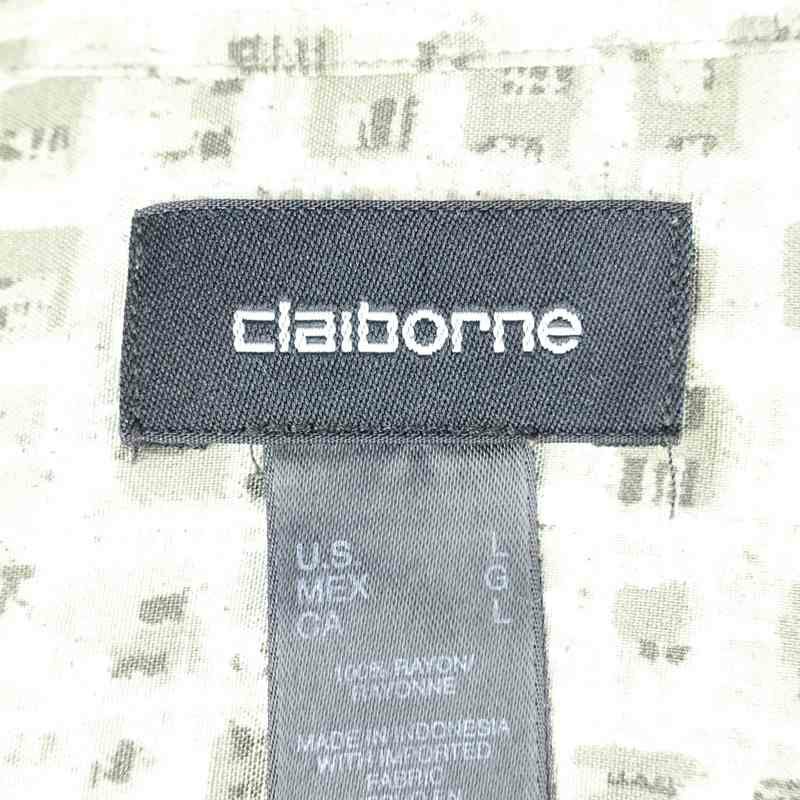 claiborne
U.S. L
MEX G
CA L
100% RAYON/
RAYONNE
MADE IN INDONESIA
WITH IMPORTED
FABRIC